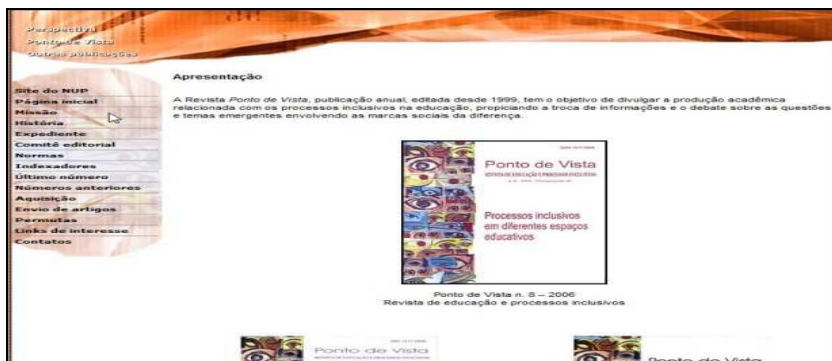 Perspectiva
Ponto de Vista
Outras publicações
Site do NUP
Página inicial
Missão
História
Expediente
Comitê editorial
Normas
Indexadores
Último número
Números anteriores
Aquisição
Envio de artigos
Permutas
Links de interesse
Contatos
Apresentação
A Revista Ponto de Vista, publicação anual, editada desde 1999, tem o objetivo de divulgar a produção acadêmica
relacionada com os processos inclusivos na educação, propiciando a troca de informações e o debate sobre as questões
e temas emergentes envolvendo as marcas sociais da diferença.
Ponto de Vista
REVISTA DE EDUCAÇÃO E PROCESSOS INCLUSIVOS
Processos inclusivos
em diferentes espaços
educativos
Ponto de Vista n. 8 – 2006
Revista de educação e processos inclusivos
Ponto de Vista
Ponto de Vista